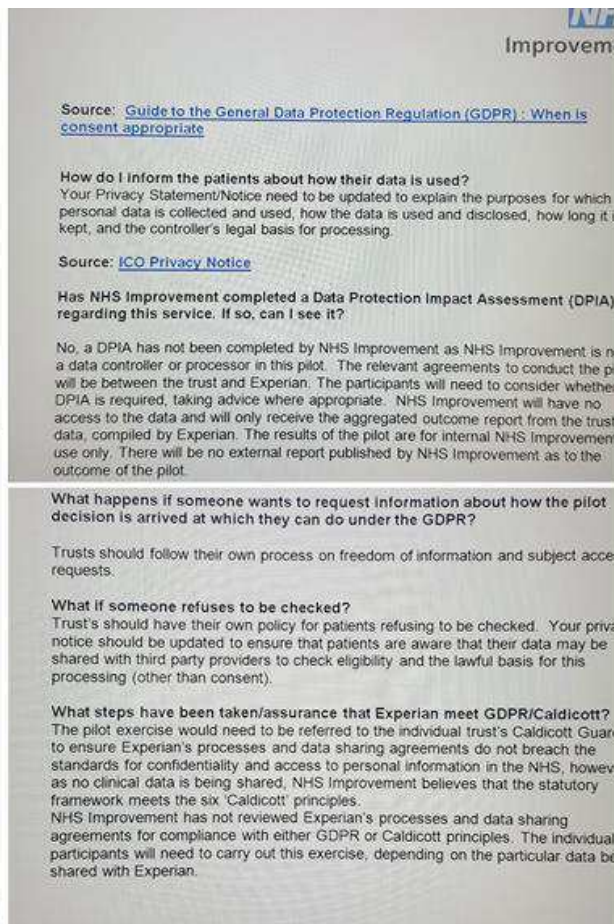 NHS
Improvem
Source: Guide to the General Data Protection Regulation (GDPR) : When is
consent appropriate
How do I inform the patients about how their data is used?
Your Privacy Statement/Notice need to be updated to explain the purposes for which
personal data is collected and used, how the data is used and disclosed, how long it i
kept, and the controller's legal basis for processing.
Source: ICO Privacy Notice
Has NHS Improvement completed a Data Protection Impact Assessment (DPIA)
regarding this service. If so, can I see it?
No, a DPIA has not been completed by NHS Improvement as NHS Improvement is n
a data controller or processor in this pilot. The relevant agreements to conduct the pi
will be between the trust and Experian. The participants will need to consider whethe
DPIA is required, taking advice where appropriate. NHS Improvement will have no
access to the data and will only receive the aggregated outcome report from the trust
data, compiled by Experian. The results of the pilot are for internal NHS Improvemen
use only. There will be no external report published by NHS Improvement as to the
outcome of the pilot.
What happens if someone wants to request information about how the pilot
decision is arrived at which they can do under the GDPR?
Trusts should follow their own process on freedom of information and subject acce
requests.
What if someone refuses to be checked?
Trust's should have their own policy for patients refusing to be checked. Your priva
notice should be updated to ensure that patients are aware that their data may be
shared with third party providers to check eligibility and the lawful basis for this
processing (other than consent).
What steps have been taken/assurance that Experian meet GDPR/Caldicott?
The pilot exercise would need to be referred to the individual trust's Caldicott Guar
to ensure Experian's processes and data sharing agreements do not breach the
standards for confidentiality and access to personal information in the NHS, howev
as no clinical data is being shared, NHS Improvement believes that the statutory
framework meets the six 'Caldicott' principles.
NHS Improvement has not reviewed Experian's processes and data sharing
agreements for compliance with either GDPR or Caldicott principles. The individual
participants will need to carry out this exercise, depending on the particular data be
shared with Experian.